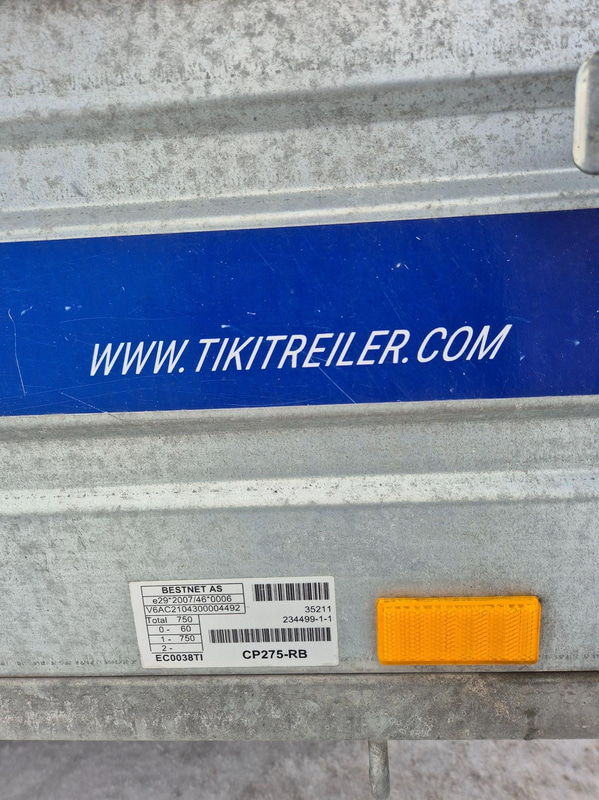 WWW.TIKITREILER.COM
BESTNET AS
e29*2007/46*0006
V6AC2104300004492
Total 750
0 - 60
1 - 750
2 -
EC0038TI
35211
234499-1-1
CP275-RB